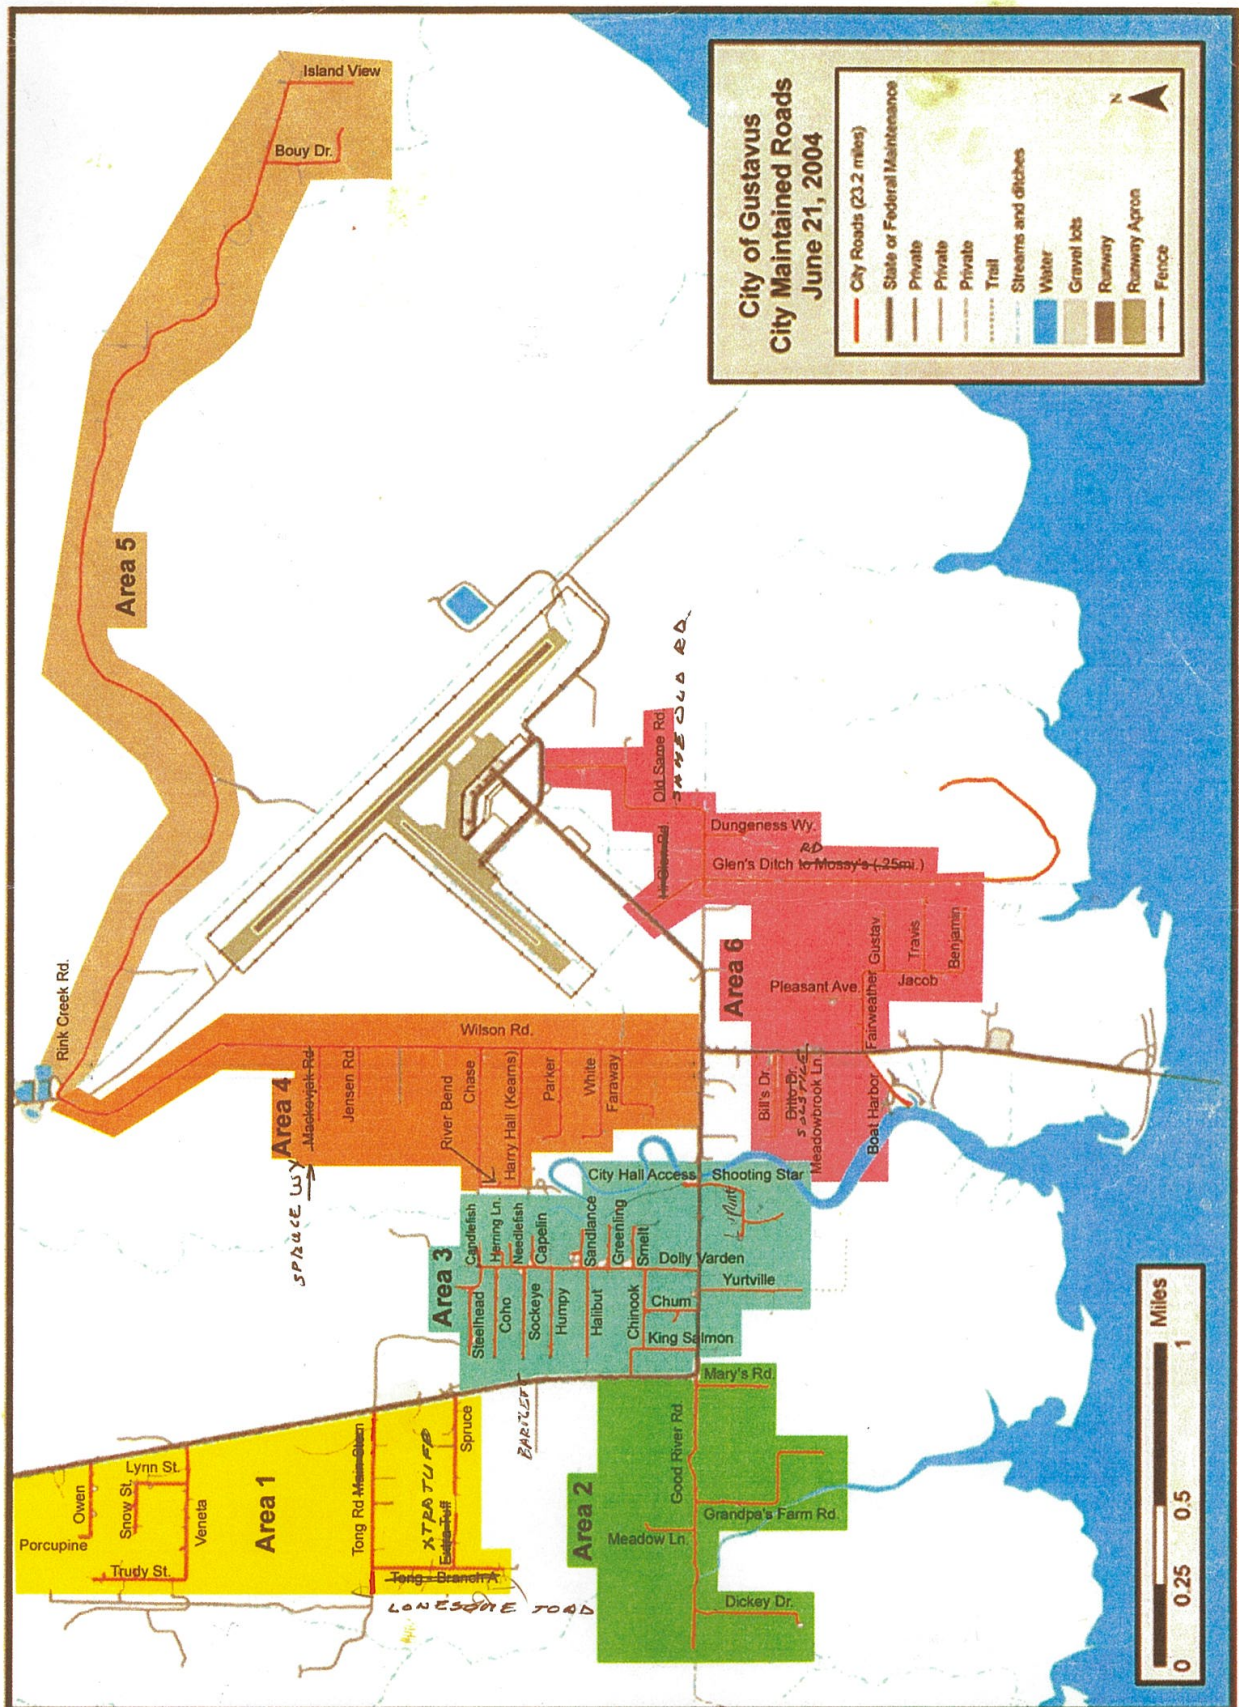 City of Gustavus
City Maintained Roads
June 21, 2004
N
City Roads (23.2 miles)
State or Federal Maintenance
Private
Private
Private
Trail
Streams and ditches
Water
Gravel lots
Runway
Runway Apron
Fence
Island View
Bouy Dr.
Area 5
Rink Creek Rd.
Old Same Rd.
SAME OLD RD.
Dungeness Wy.
RD
Glen's Ditch to Mossy's (.25mi.)
Area 6
Pleasant Ave.
Fairweather
Gustav
Travis
Jacob
Benjamin
Bill's Dr.
Ditto Dr.
SOLSTICE
Meadowbrook Ln.
Boat Harbor
Wilson Rd.
Area 4
Mackovjak Rd
SPRUCE WY
Jensen Rd
River Bend
Chase
Harry Hall (Kearns)
Parker
White
Faraway
City Hall Access
Shooting Star
Area 3
Candlefish
Herring Ln.
Needlefish
Capelin
Sandlance
Greenling
Smelt
Dolly Varden
Yurtville
Steelhead
Coho
Sockeye
Humpy
Halibut
Chinook
Chum
King Salmon
BARTLETT
Area 2
Mary's Rd.
Good River Rd.
Grandpa's Farm Rd.
Meadow Ln.
Dickey Dr.
Area 1
Porcupine
Owen
Snow St.
Lynn St.
Veneta
Trudy St.
Tong Rd Main Stem
XTRATUFF
Extra Tuff
Spruce
Tong - Branch A
LONESOME TOAD
0 0.25 0.5 1 Miles